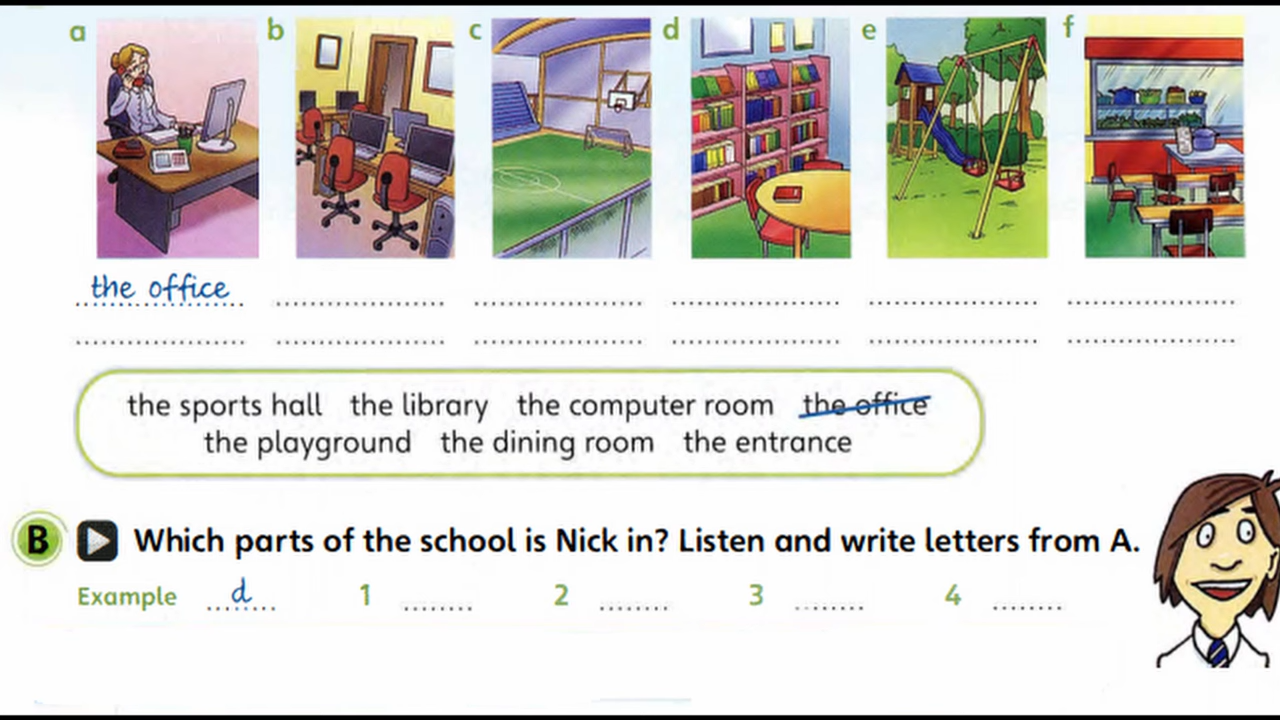 a b c d e f
the office
the sports hall the library the computer room the office
the playground the dining room the entrance
B Which parts of the school is Nick in? Listen and write letters from A.
Example d 1 2 3 4